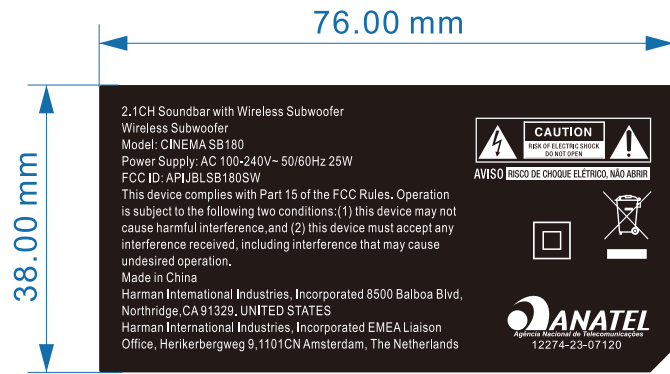 76.00 mm
38.00 mm
2.1CH Soundbar with Wireless Subwoofer
Wireless Subwoofer
Model: CINEMA SB180
Power Supply: AC 100-240V~ 50/60Hz 25W
FCC ID: APIJBLSB180SW
This device complies with Part 15 of the FCC Rules. Operation
is subject to the following two conditions:(1) this device may not
cause harmful interference,and (2) this device must accept any
interference received, including interference that may cause
undesired operation.
Made in China
Harman International Industries, Incorporated 8500 Balboa Blvd,
Northridge,CA 91329. UNITED STATES
Harman International Industries, Incorporated EMEA Liaison
Office, Herikerbergweg 9,1101CN Amsterdam, The Netherlands
CAUTION
RISK OF ELECTRIC SHOCK
DO NOT OPEN
AVISO RISCO DE CHOQUE ELÉTRICO, NÃO ABRIR
ANATEL
Agência Nacional de Telecomunicações
12274-23-07120